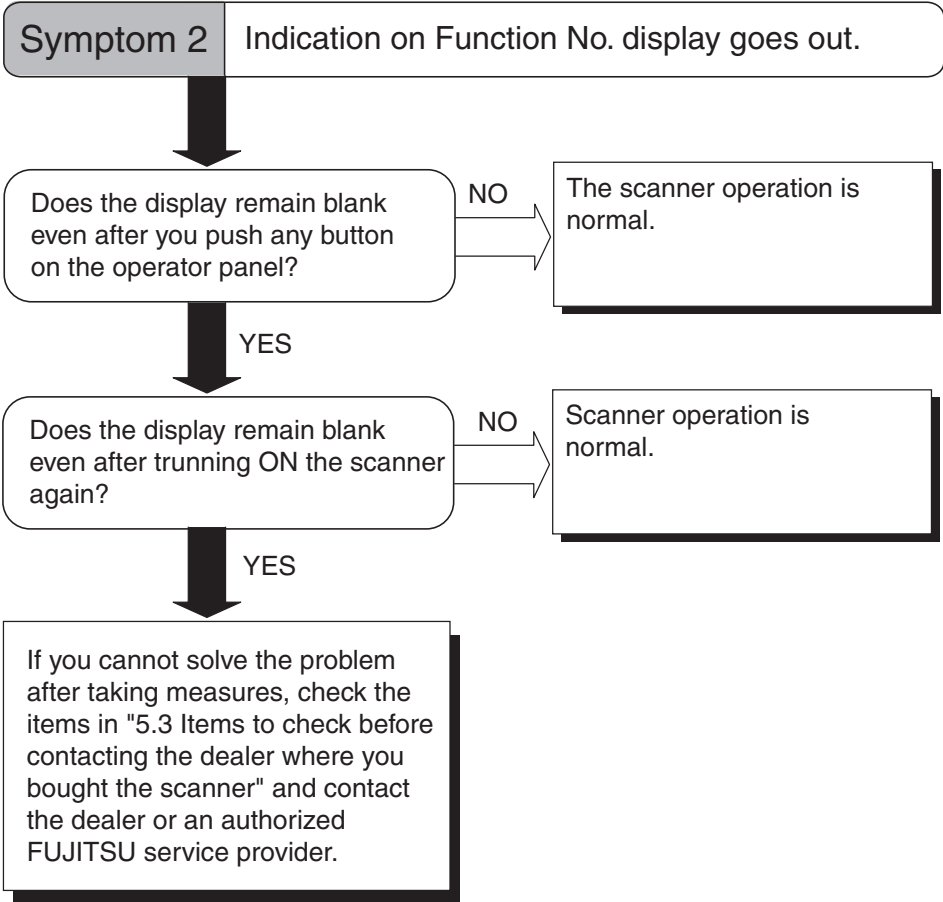 Symptom 2
Indication on Function No. display goes out.
Does the display remain blank
even after you push any button
on the operator panel?
NO
The scanner operation is
normal.
YES
Does the display remain blank
even after trunning ON the scanner
again?
NO
Scanner operation is
normal.
YES
If you cannot solve the problem
after taking measures, check the
items in "5.3 Items to check before
contacting the dealer where you
bought the scanner" and contact
the dealer or an authorized
FUJITSU service provider.